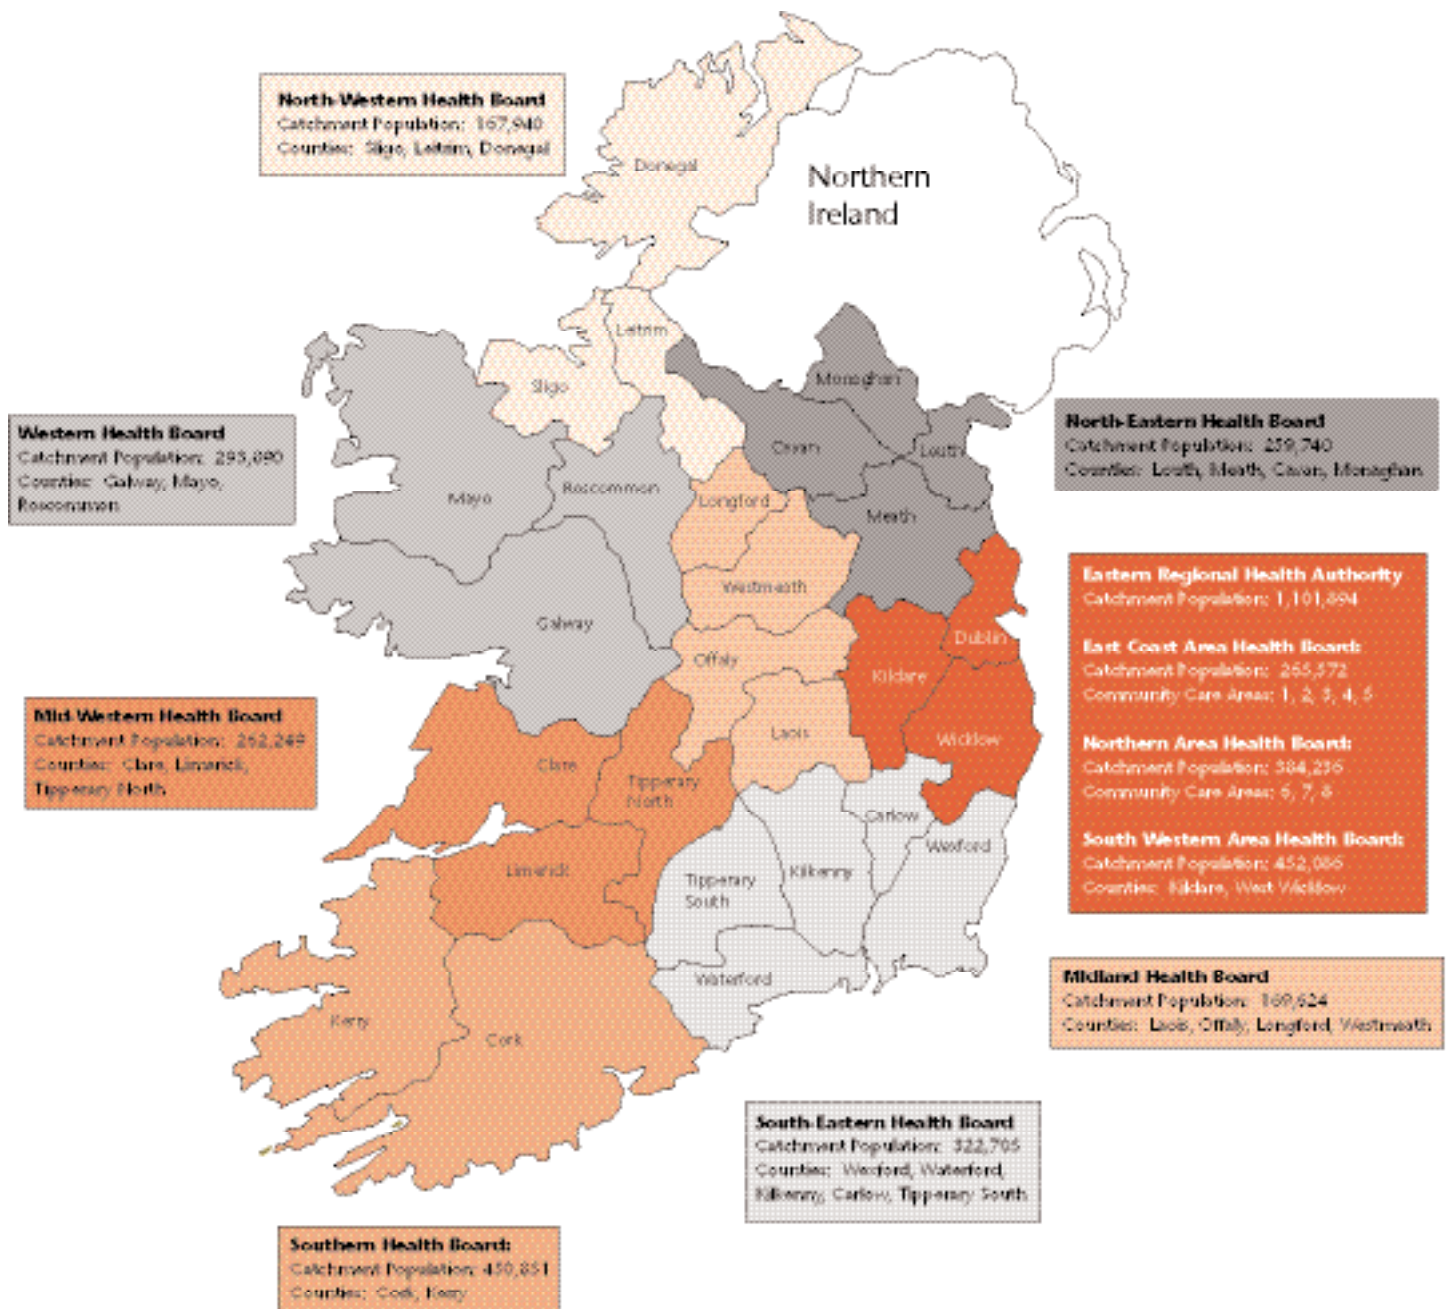 North-Western Health Board
Catchment Population: 167,940
Counties: Sligo, Leitrim, Donegal
Donegal
Northern
Ireland
Leitrim
Sligo
Monaghan
Western Health Board
Catchment Population: 293,890
Counties: Galway, Mayo,
Roscommon
North-Eastern Health Board
Catchment Population: 259,740
Counties: Louth, Meath, Cavan, Monaghan
Cavan
Louth
Mayo
Roscommon
Longford
Meath
Westmeath
Galway
Offaly
Kildare
Dublin
Eastern Regional Health Authority
Catchment Population: 1,101,894
East Coast Area Health Board:
Catchment Population: 265,572
Community Care Areas: 1, 2, 3, 4, 5
Northern Area Health Board:
Catchment Population: 384,236
Community Care Areas: 6, 7, 8
South Western Area Health Board:
Catchment Population: 452,086
Counties: Kildare, West Wicklow
Mid-Western Health Board
Catchment Population: 262,249
Counties: Clare, Limerick,
Tipperary North
Laois
Wicklow
Clare
Tipperary
North
Carlow
Wexford
Limerick
Tipperary
South
Kilkenny
Waterford
Kerry
Cork
Midland Health Board
Catchment Population: 169,624
Counties: Laois, Offaly, Longford, Westmeath
South-Eastern Health Board
Catchment Population: 322,705
Counties: Wexford, Waterford,
Kilkenny, Carlow, Tipperary South
Southern Health Board:
Catchment Population: 450,851
Counties: Cork, Kerry